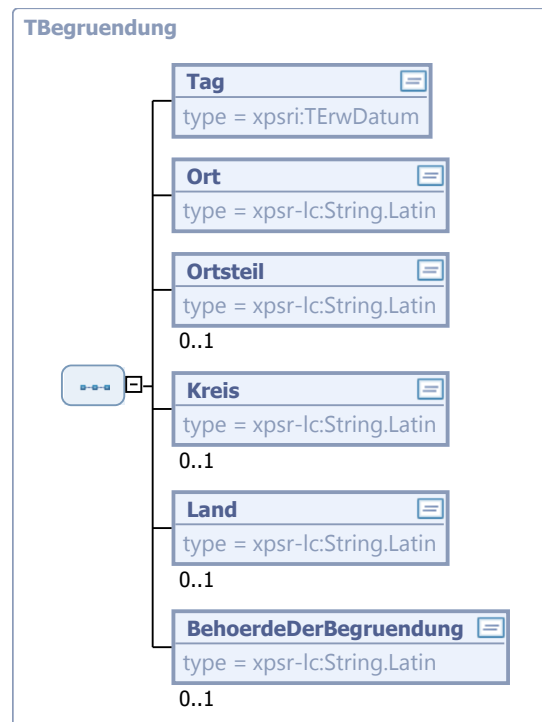 TBegruendung
Tag
type = xpsri:TErwDatum
Ort
type = xpsr-lc:String.Latin
Ortsteil
type = xpsr-lc:String.Latin
0..1
Kreis
type = xpsr-lc:String.Latin
0..1
Land
type = xpsr-lc:String.Latin
0..1
BehoerdeDerBegruendung
type = xpsr-lc:String.Latin
0..1